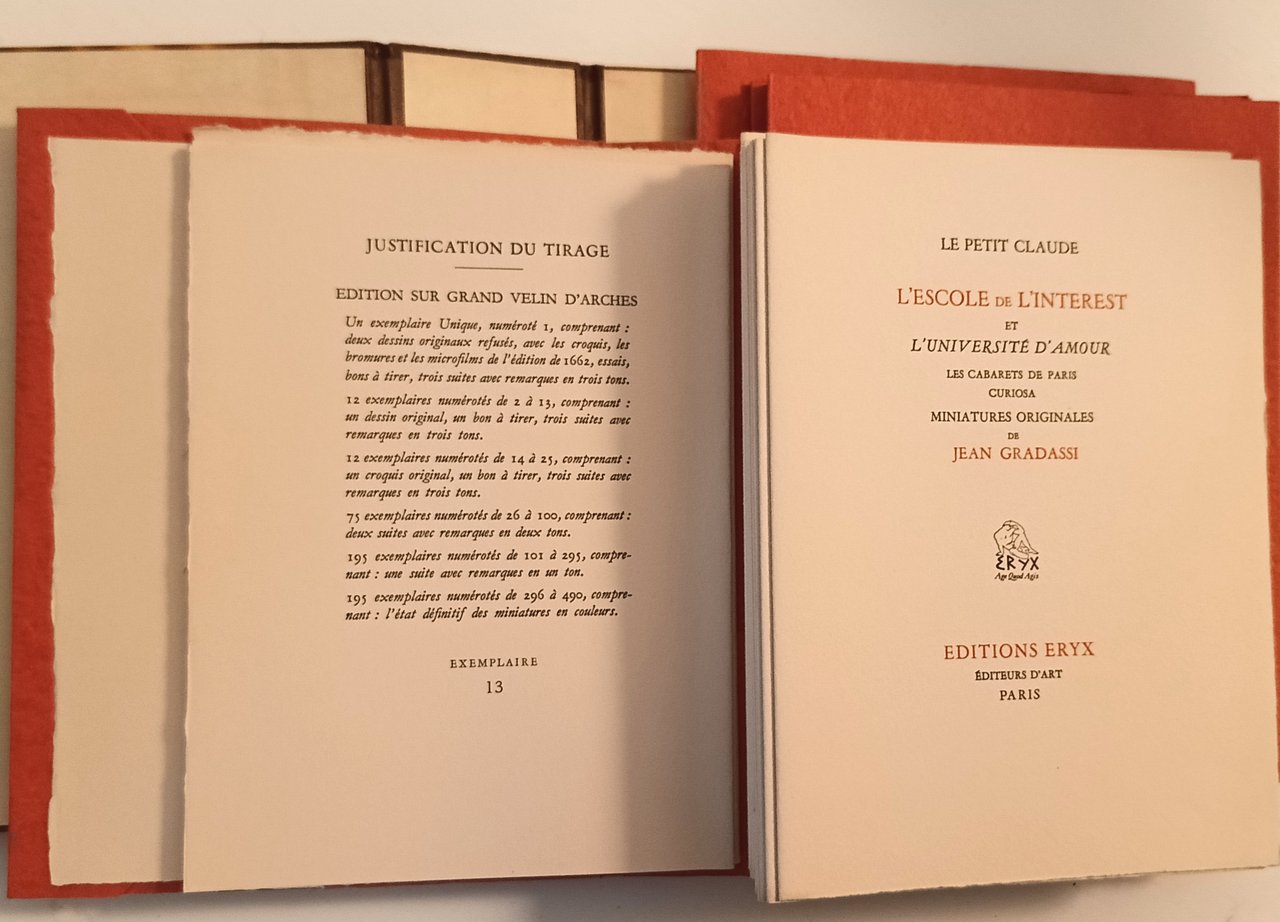 JUSTIFICATION DU TIRAGE
EDITION SUR GRAND VELIN D'ARCHES
Un exemplaire Unique, numéroté 1, comprenant :
deux dessins originaux refusés, avec les croquis, les
bromures et les microfilms de l'édition de 1662, essais,
bons à tirer, trois suites avec remarques en trois tons.
12 exemplaires numérotés de 2 à 13, comprenant :
un dessin original, un bon à tirer, trois suites avec
remarques en trois tons.
12 exemplaires numérotés de 14 à 25, comprenant :
un croquis original, un bon à tirer, trois suites avec
remarques en trois tons.
75 exemplaires numérotés de 26 à 100, comprenant :
deux suites avec remarques en deux tons.
195 exemplaires numérotés de 101 à 295, compre-
nant : une suite avec remarques en un ton.
195 exemplaires numérotés de 296 à 490, compre-
nant : l'état définitif des miniatures en couleurs.
EXEMPLAIRE
13
LE PETIT CLAUDE
L'ESCOLE DE L'INTEREST
ET
L'UNIVERSITÉ D'AMOUR
LES CABARETS DE PARIS
CURIOSA
MINIATURES ORIGINALES
DE
JEAN GRADASSI
ERYX
Age Quod Agis
EDITIONS ERYX
ÉDITEURS D'ART
PARIS